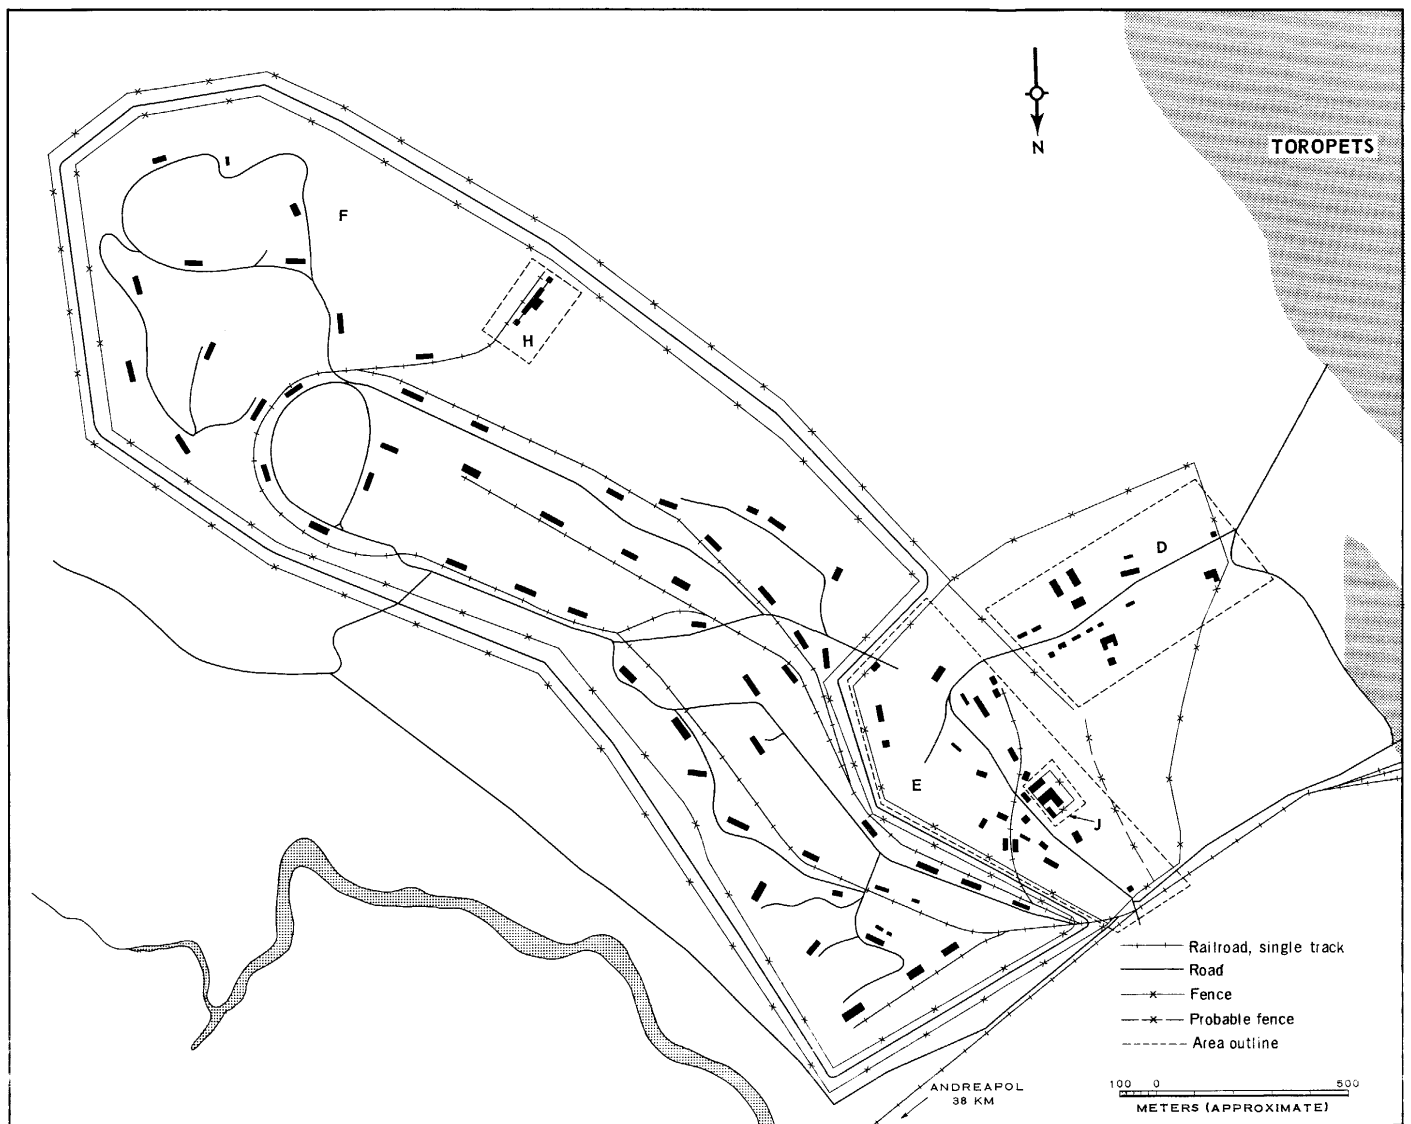 TOROPETS
N
F
H
D
E
J
Railroad, single track
Road
Fence
Probable fence
Area outline
ANDREAPOL
38 KM
100 0 500
METERS (APPROXIMATE)